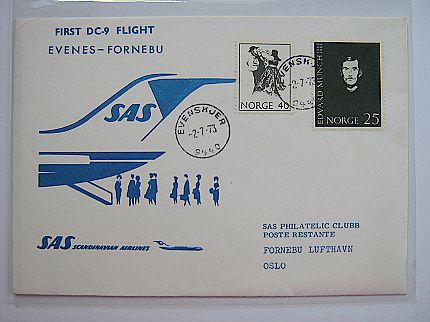 FIRST DC-9 FLIGHT
EVENES-FORNEBU
SAS
EVENSKJER
-2-7-73
9440
NORGE 40
-2-7-73
9440
EDVARD MUNCH
NORGE 25
SAS SCANDINAVIAN AIRLINES
SAS PHILATELIC CLUBB
POSTE RESTANTE
FORNEBU LUFTHAVN
OSLO